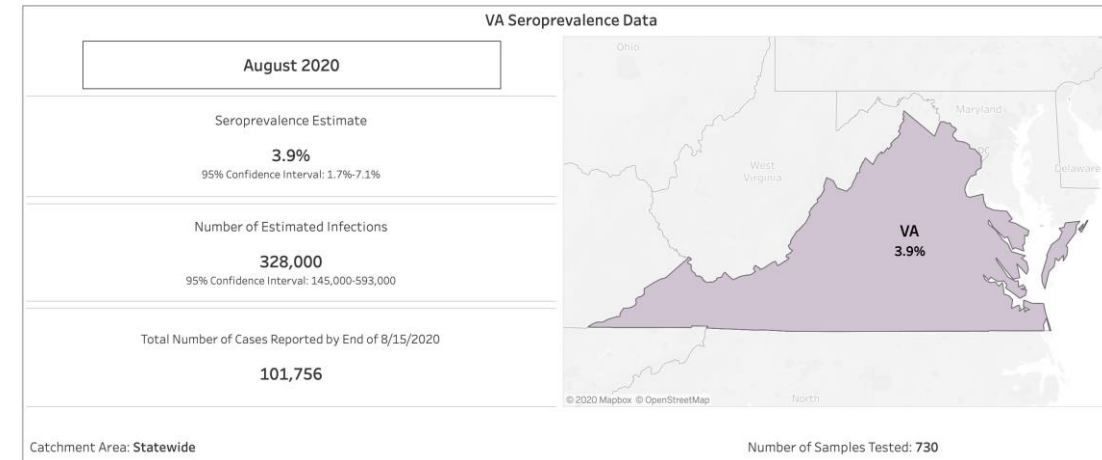 VA Seroprevalence Data
August 2020
Seroprevalence Estimate
3.9%
95% Confidence Interval: 1.7%-7.1%
Number of Estimated Infections
328,000
95% Confidence Interval: 145,000-593,000
Total Number of Cases Reported by End of 8/15/2020
101,756
Ohio
Maryland
DC
West
Virginia
Delaware
VA
3.9%
North
© 2020 Mapbox © OpenStreetMap
Catchment Area: Statewide
Number of Samples Tested: 730